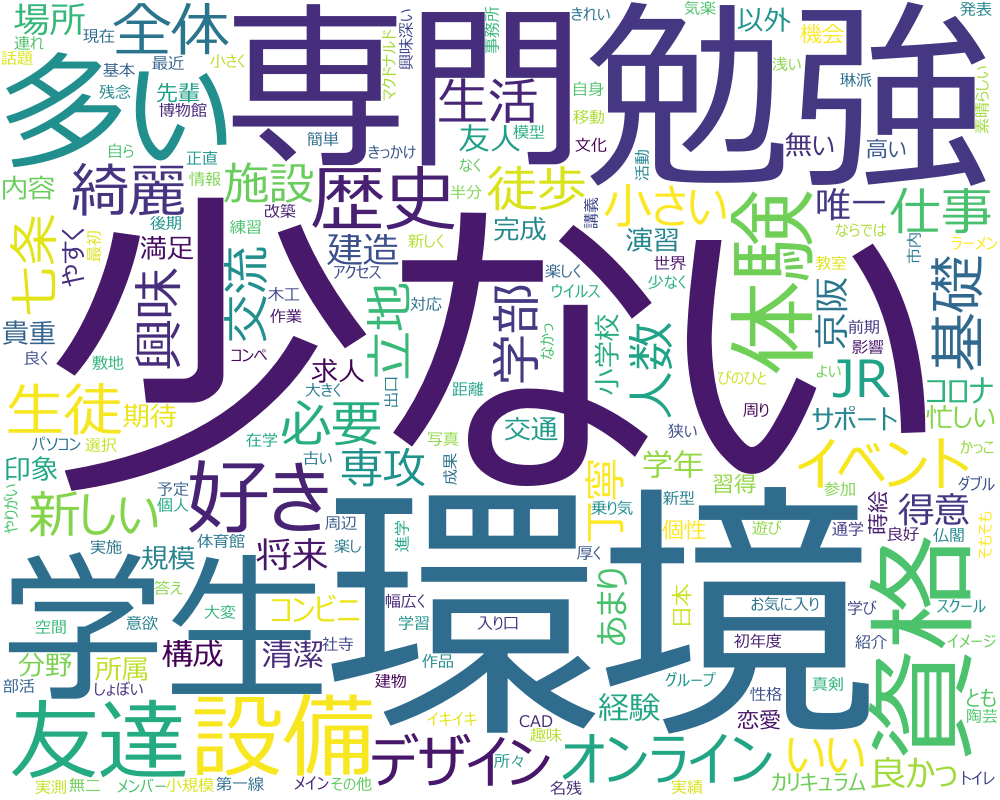 場所
全体
多い
専門
勉強
少ない
環境
学生
友達
設備
資格
体験
綺麗
歴史
施設
生活
友人
以外
機会
仕事
小さい
徒歩
唯一
基礎
七条
やすく
満足
興味
交流
建造
立地
学部
完成
演習
人数
小学校
京阪
JR
コロナ
サポート
忙しい
生徒
期待
必要
求人
交通
専攻
学年
習得
イベント
印象
新しい
好き
将来
丁寧
個性
得意
蒔絵
規模
コンビニ
構成
清潔
分野
所属
あまり
日本
経験
恋愛
デザイン
オンライン
いい
良かっ
カリキュラム
貴重
内容
連れ
現在
話題
基本
最近
小さく
残念
先輩
博物館
自ら
正直
情報
簡単
きっかけ
マクドナルド
興味深い
事務所
きれい
気楽
発表
琳派
浅い
素晴らしい
自身
移動
模型
文化
無い
高い
活動
なく
半分
講義
ならでは
ラーメン
市内
改築
後期
練習
最初
新しく
アクセス
楽しく
世界
ウイルス
少なく
教室
前期
影響
よい
木工
作業
対応
良く
敷地
コンペ
大きく
出口
距離
なかっ
びのひと
周り
狭い
パソコン
選択
在学
古い
写真
成果
かっこ
ダブル
参加
予定
個人
やりがい
体育館
周辺
楽し
進学
厚く
乗り気
新型
遊び
通学
良好
仏閣
そもそも
実施
答え
大変
空間
意欲
幅広く
学習
入り口
社寺
お気に入り
学び
スクール
初年度
紹介
イメージ
部活
しょぼい
建物
作品
グループ
性格
真剣
とも
陶芸
イキイキ
CAD
趣味
所々
実測
無二
メンバー
小規模
第一線
メイン
その他
名残
実績
トイレ